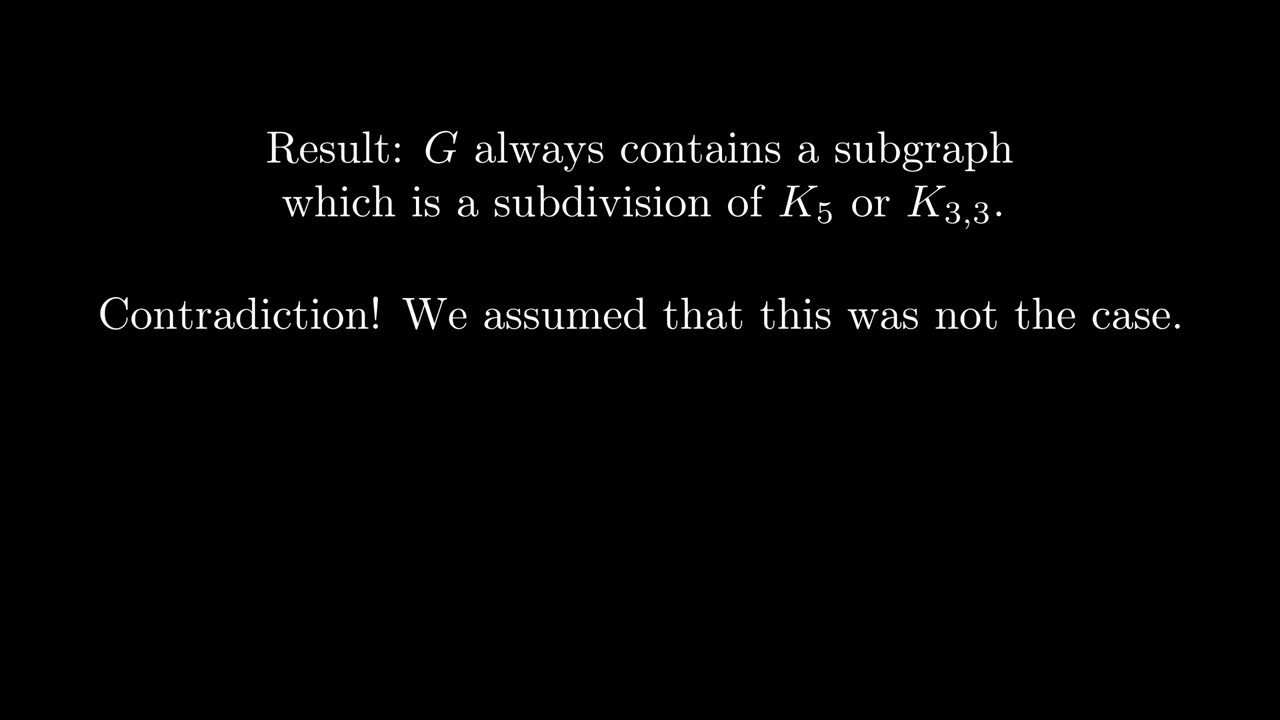 Result: G always contains a subgraph
which is a subdivision of K₅ or K₃,₃.
Contradiction! We assumed that this was not the case.